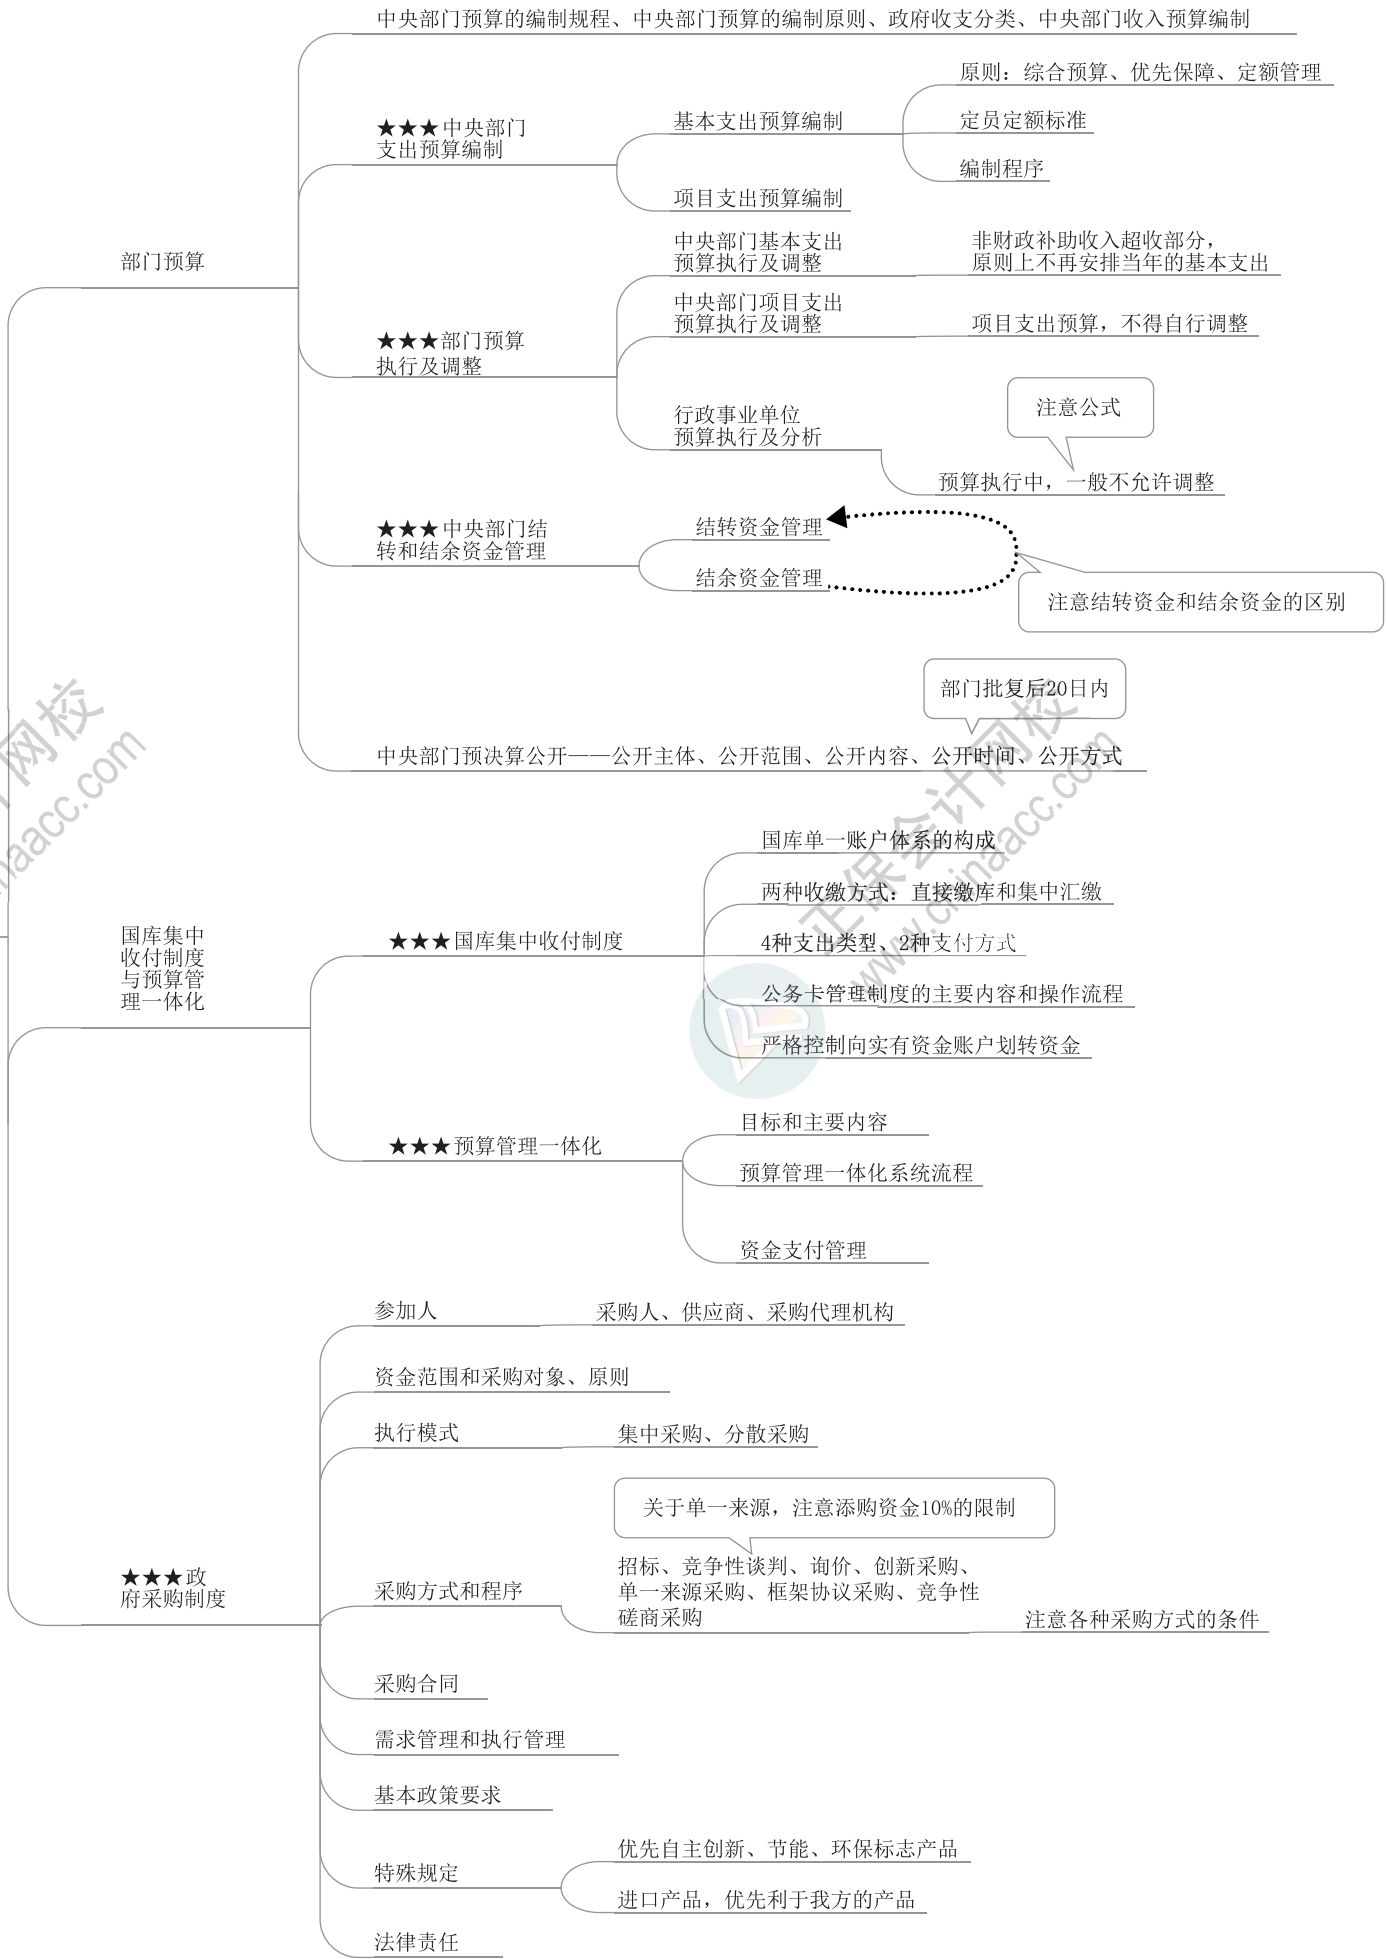 中央部门预算的编制规程、中央部门预算的编制原则、政府收支分类、中央部门收入预算编制
原则：综合预算、优先保障、定额管理
★★★中央部门
支出预算编制
基本支出预算编制
定员定额标准
编制程序
项目支出预算编制
部门预算
中央部门基本支出
预算执行及调整
非财政补助收入超收部分，
原则上不再安排当年的基本支出
中央部门项目支出
预算执行及调整
项目支出预算，不得自行调整
★★★部门预算
执行及调整
注意公式
行政事业单位
预算执行及分析
预算执行中，一般不允许调整
★★★中央部门结
转和结余资金管理
结转资金管理
结余资金管理
注意结转资金和结余资金的区别
部门批复后20日内
中央部门预决算公开——公开主体、公开范围、公开内容、公开时间、公开方式
国库单一账户体系的构成
两种收缴方式：直接缴库和集中汇缴
国库集中
收付制度
与预算管
理一体化
★★★国库集中收付制度
4种支出类型、2种支付方式
公务卡管理制度的主要内容和操作流程
严格控制向实有资金账户划转资金
目标和主要内容
★★★预算管理一体化
预算管理一体化系统流程
资金支付管理
参加人
采购人、供应商、采购代理机构
资金范围和采购对象、原则
执行模式
集中采购、分散采购
关于单一来源，注意添购资金10%的限制
★★★政
府采购制度
采购方式和程序
招标、竞争性谈判、询价、创新采购、
单一来源采购、框架协议采购、竞争性
磋商采购
注意各种采购方式的条件
采购合同
需求管理和执行管理
基本政策要求
特殊规定
优先自主创新、节能、环保标志产品
进口产品，优先利于我方的产品
法律责任
正保会计网校
www.chinaacc.com
计网校
inaacc.com